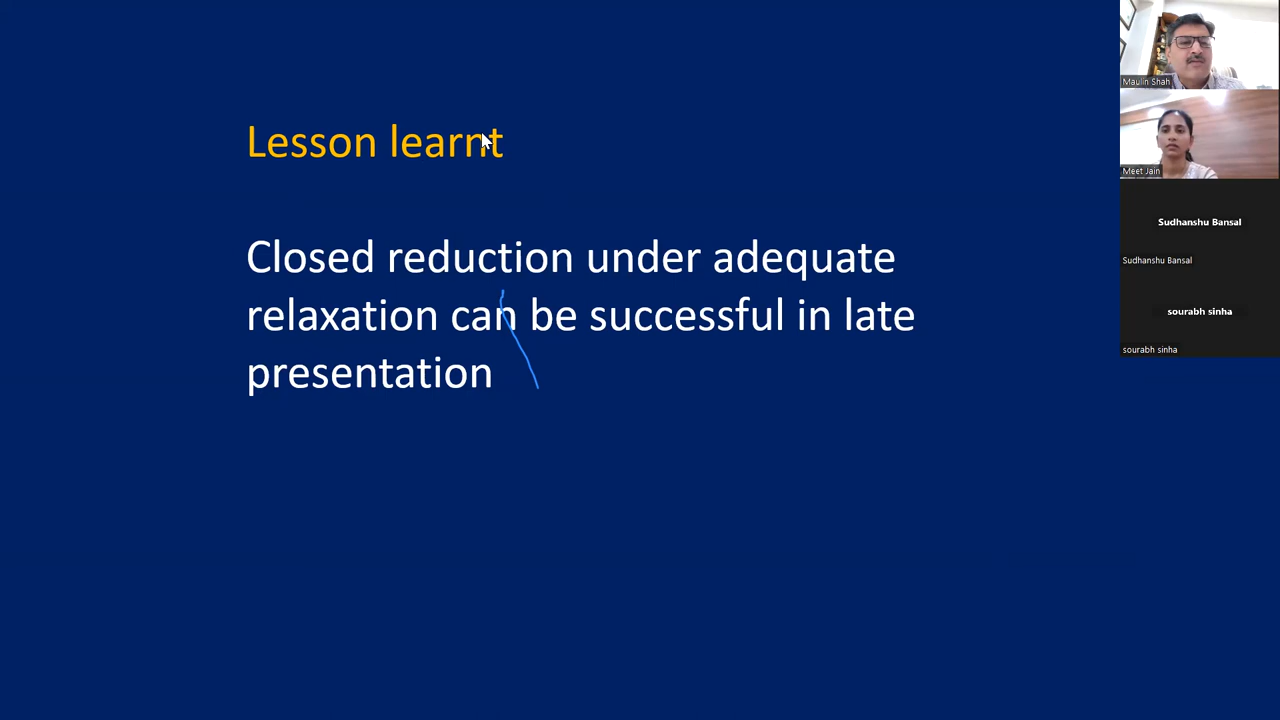 Lesson learnt
Closed reduction under adequate
relaxation can be successful in late
presentation
Maulin Shah
Meet Jain
Sudhanshu Bansal
Sudhanshu Bansal
sourabh sinha
sourabh sinha